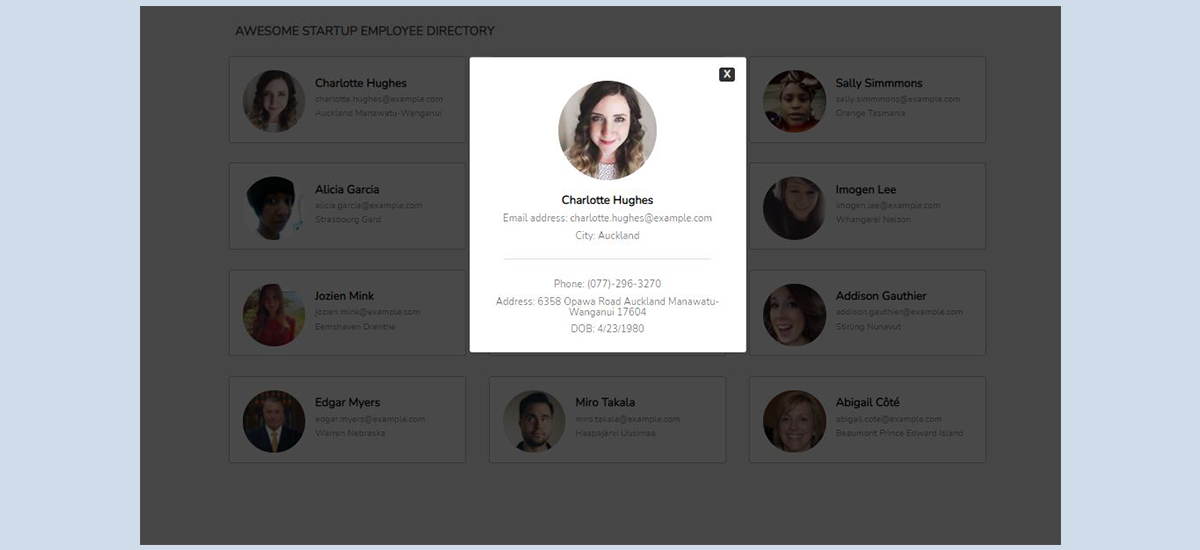 AWESOME STARTUP EMPLOYEE DIRECTORY
Charlotte Hughes
charlotte.hughes@example.com
Auckland Manawatu-Wanganui
X
Charlotte Hughes
Email address: charlotte.hughes@example.com
City: Auckland
Phone: (077)-296-3270
Address: 6358 Opawa Road Auckland Manawatu-
Wanganui 17604
DOB: 4/23/1980
Sally Simmmons
sally.simmmons@example.com
Orange Tasmania
Alicia Garcia
alicia.garcia@example.com
Strasbourg Gard
Imogen Lee
imogen.lee@example.com
Whangarei Nelson
Jozien Mink
jozien.mink@example.com
Eemshaven Drenthe
Addison Gauthier
addison.gauthier@example.com
Stirling Nunavut
Edgar Myers
edgar.myers@example.com
Warren Nebraska
Miro Takala
miro.takala@example.com
Haapajärvi Uusimaa
Abigail Côté
abigail.cote@example.com
Beaumont Prince Edward Island